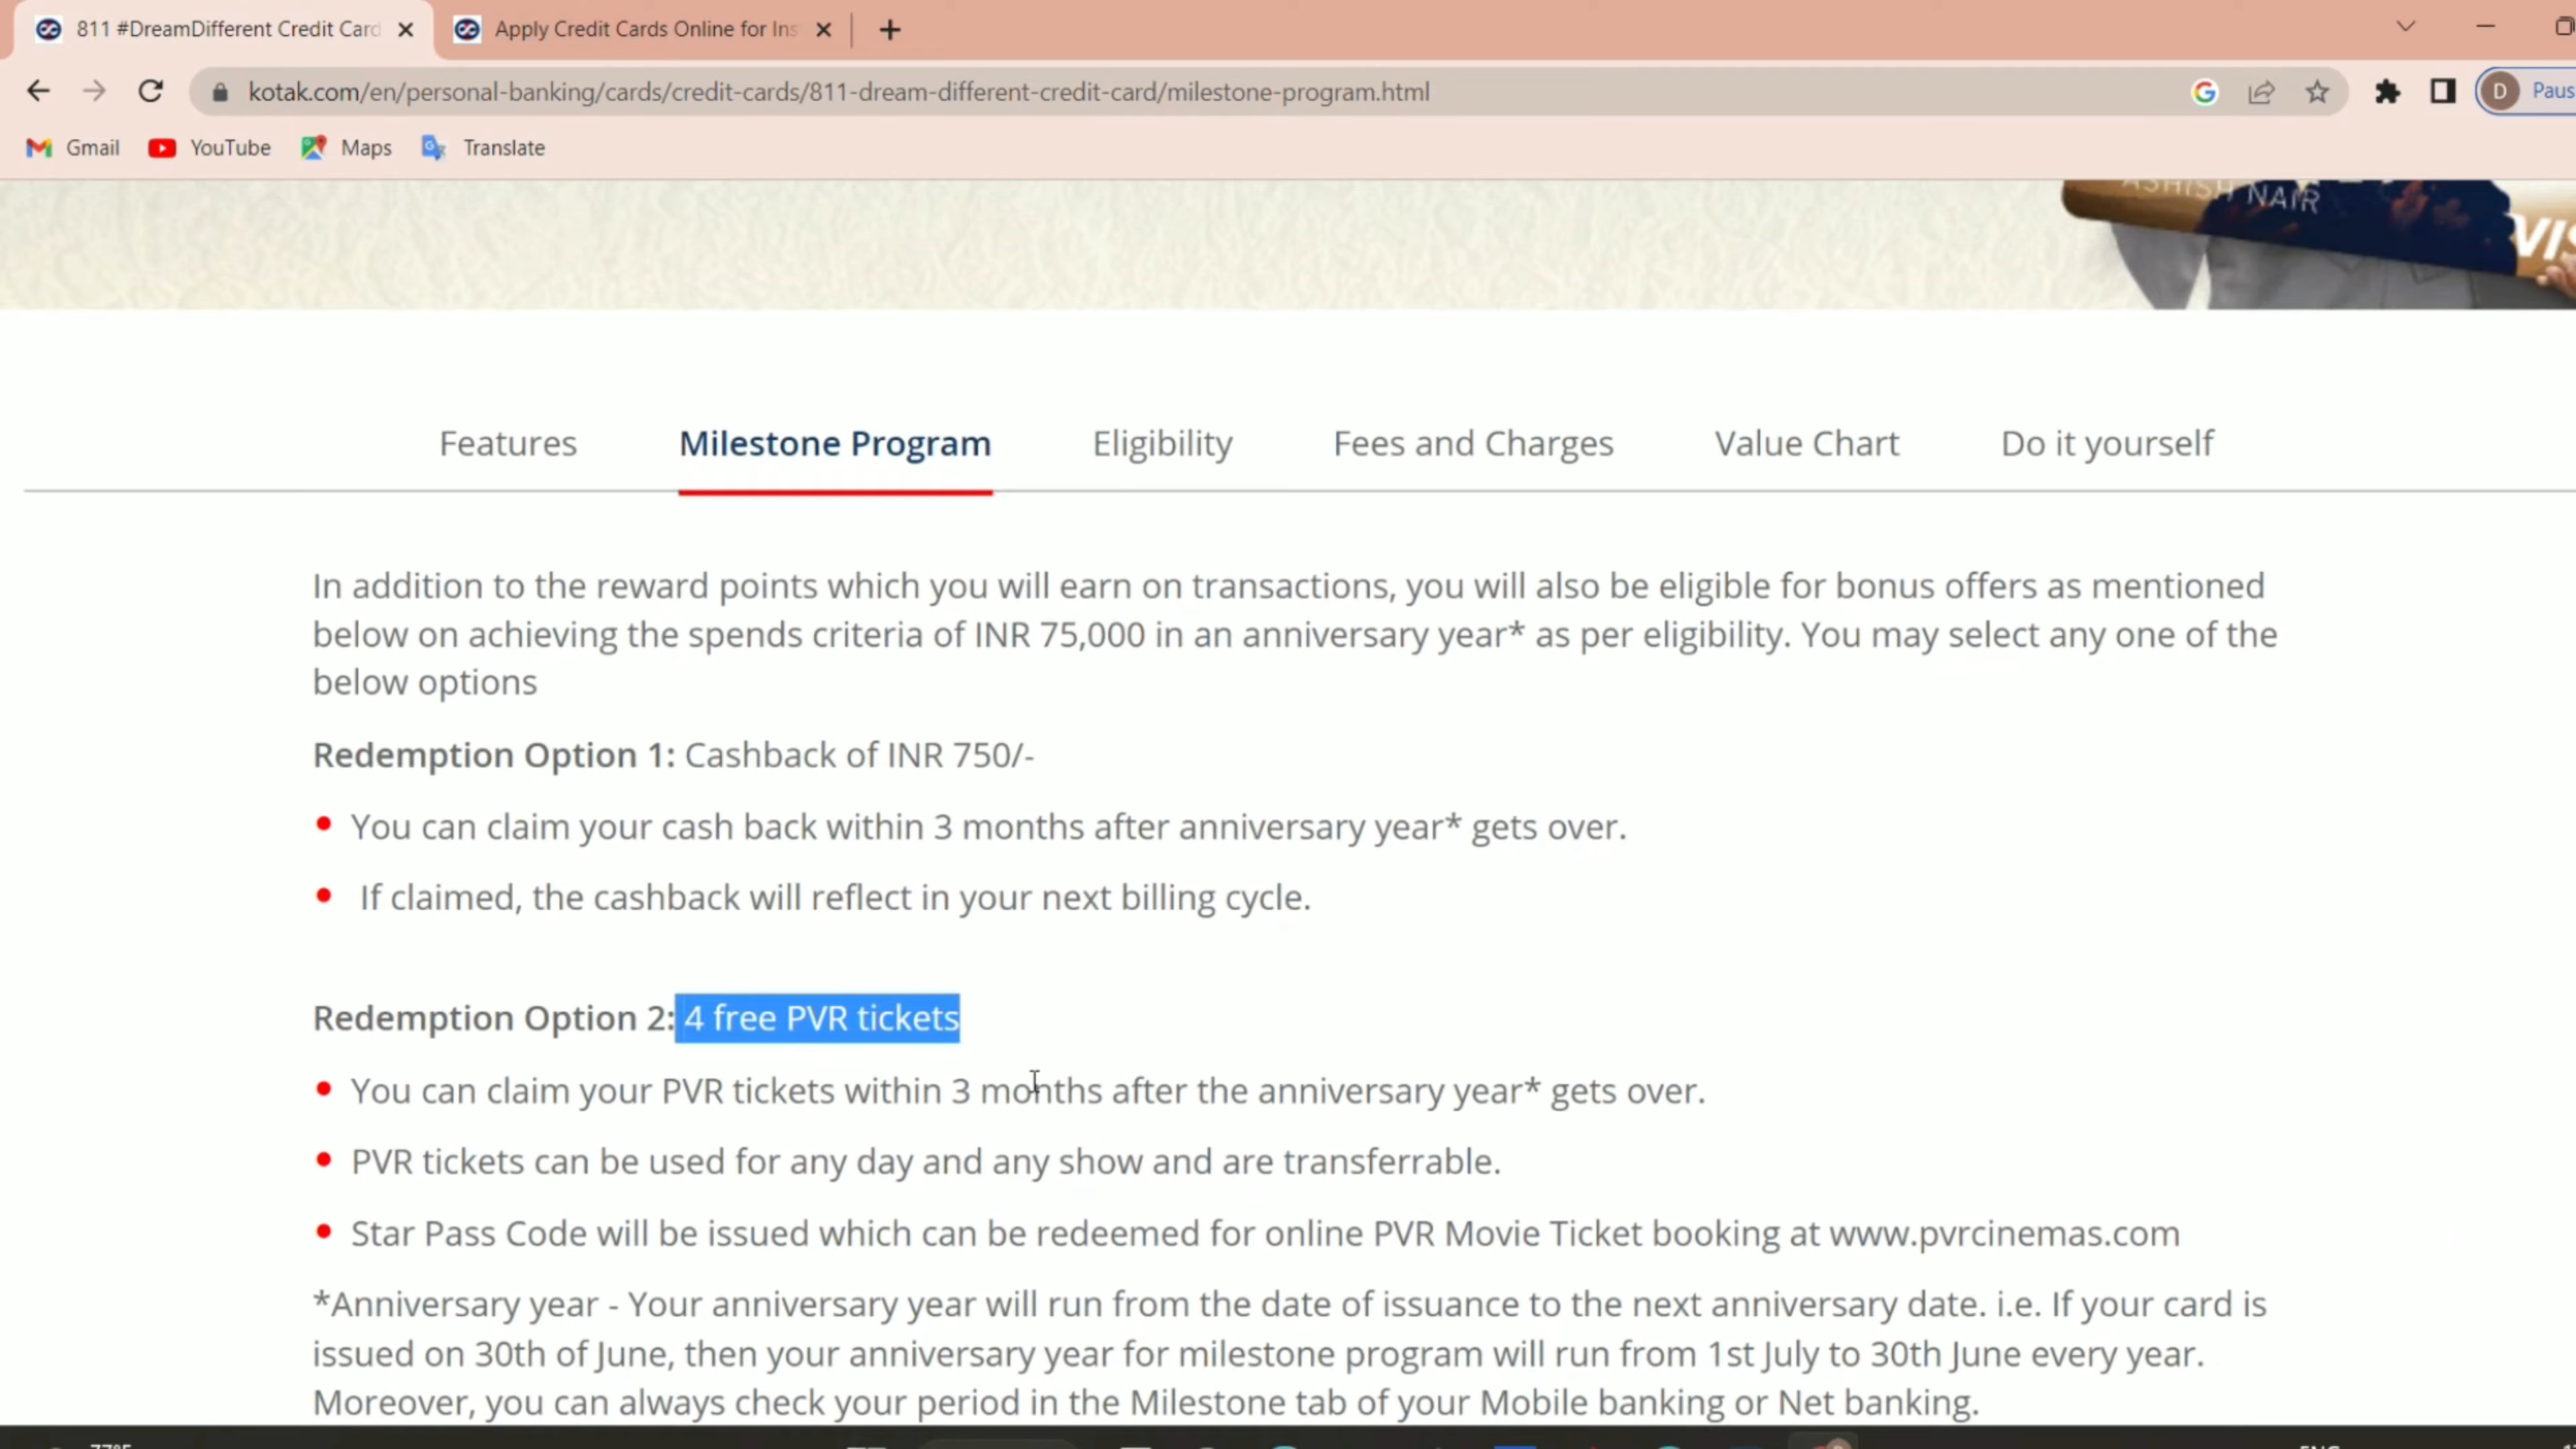 811 #DreamDifferent Credit Card
Apply Credit Cards Online for Ins
kotak.com/en/personal-banking/cards/credit-cards/811-dream-different-credit-card/milestone-program.html
D Paus
Gmail YouTube Maps Translate
ASHISH NAIR
VIS
Features Milestone Program Eligibility Fees and Charges Value Chart Do it yourself
In addition to the reward points which you will earn on transactions, you will also be eligible for bonus offers as mentioned
below on achieving the spends criteria of INR 75,000 in an anniversary year* as per eligibility. You may select any one of the
below options
Redemption Option 1: Cashback of INR 750/-
You can claim your cash back within 3 months after anniversary year* gets over.
If claimed, the cashback will reflect in your next billing cycle.
Redemption Option 2: 4 free PVR tickets
You can claim your PVR tickets within 3 months after the anniversary year* gets over.
PVR tickets can be used for any day and any show and are transferrable.
Star Pass Code will be issued which can be redeemed for online PVR Movie Ticket booking at www.pvrcinemas.com
*Anniversary year - Your anniversary year will run from the date of issuance to the next anniversary date. i.e. If your card is
issued on 30th of June, then your anniversary year for milestone program will run from 1st July to 30th June every year.
Moreover, you can always check your period in the Milestone tab of your Mobile banking or Net banking.